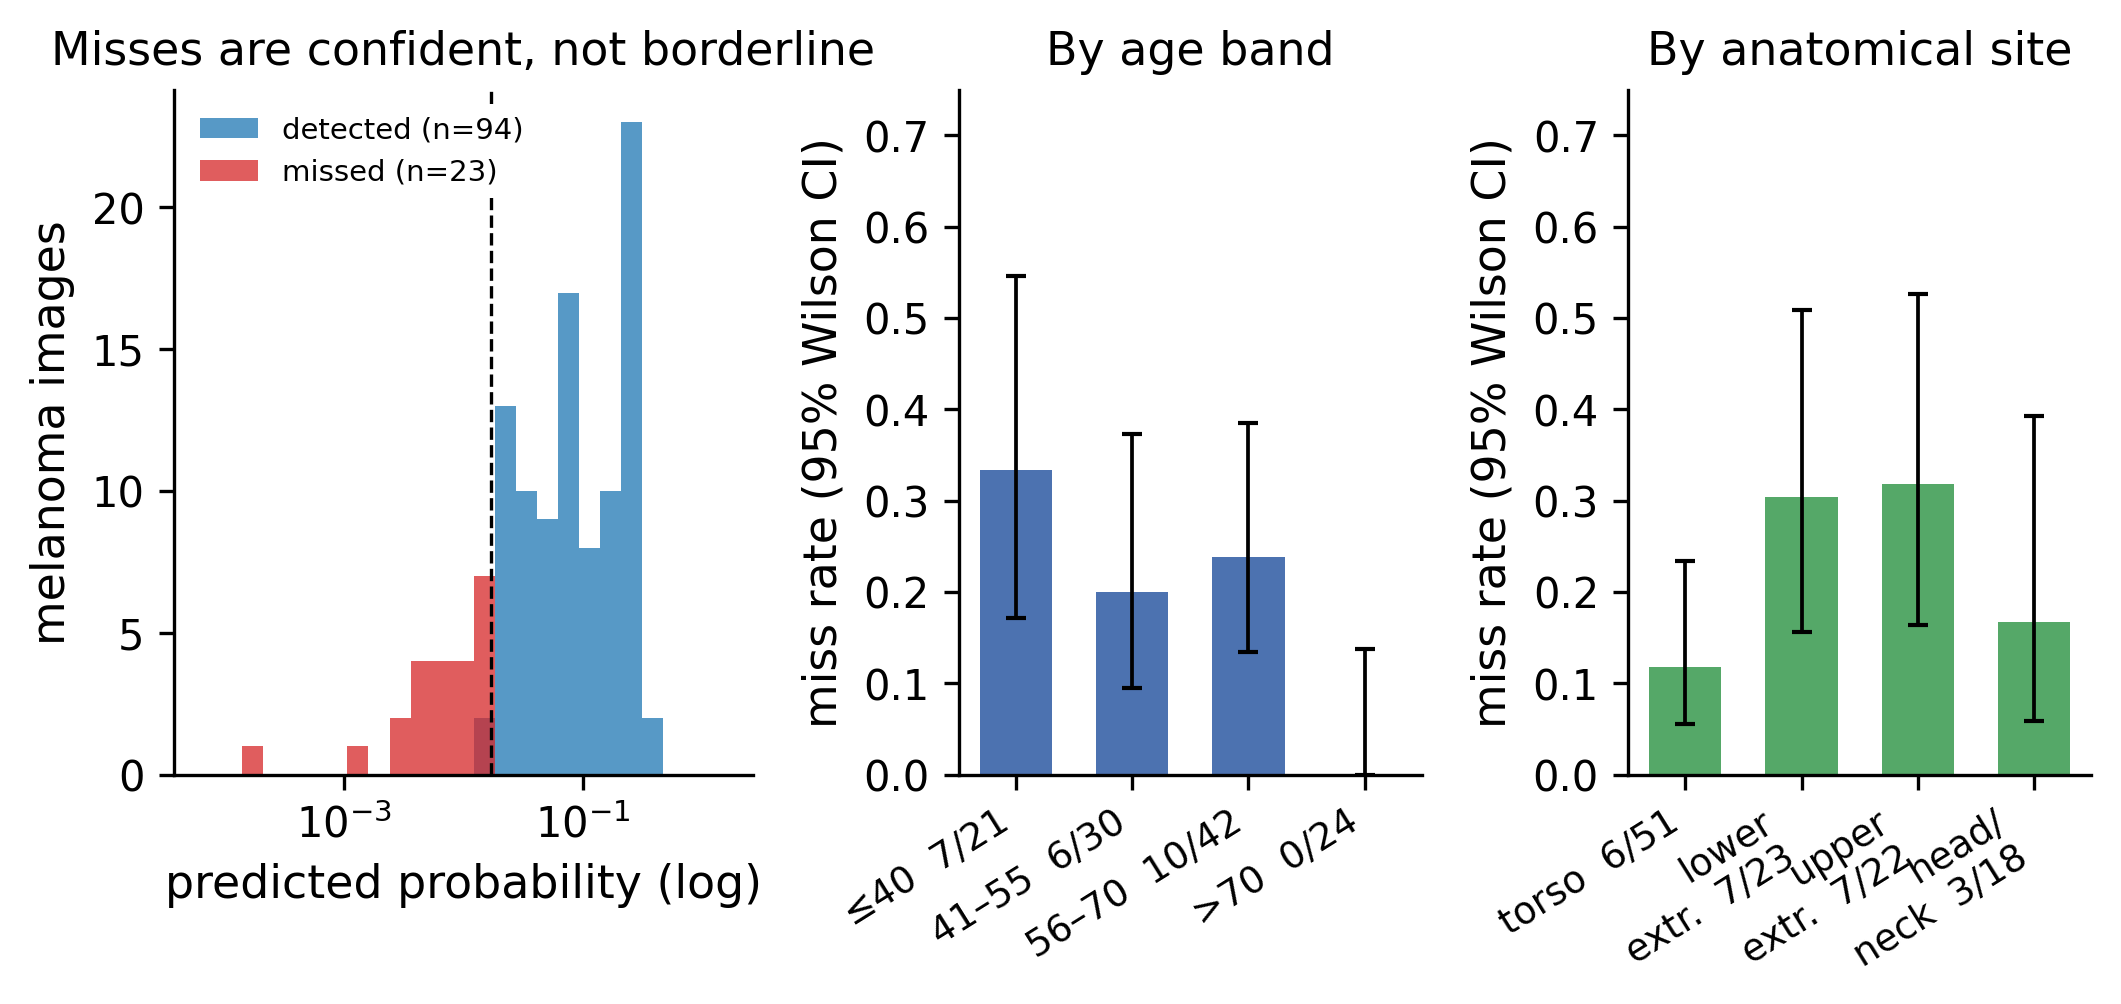 Misses are confident, not borderline
detected (n=94)
missed (n=23)
melanoma images
20
15
10
5
0
10⁻³
10⁻¹
predicted probability (log)
By age band
miss rate (95% Wilson CI)
0.7
0.6
0.5
0.4
0.3
0.2
0.1
0.0
≤40 7/21
41–55 6/30
56–70 10/42
>70 0/24
By anatomical site
miss rate (95% Wilson CI)
0.7
0.6
0.5
0.4
0.3
0.2
0.1
0.0
torso 6/51
lower
extr. 7/23
upper
extr. 7/22
head/
neck 3/18